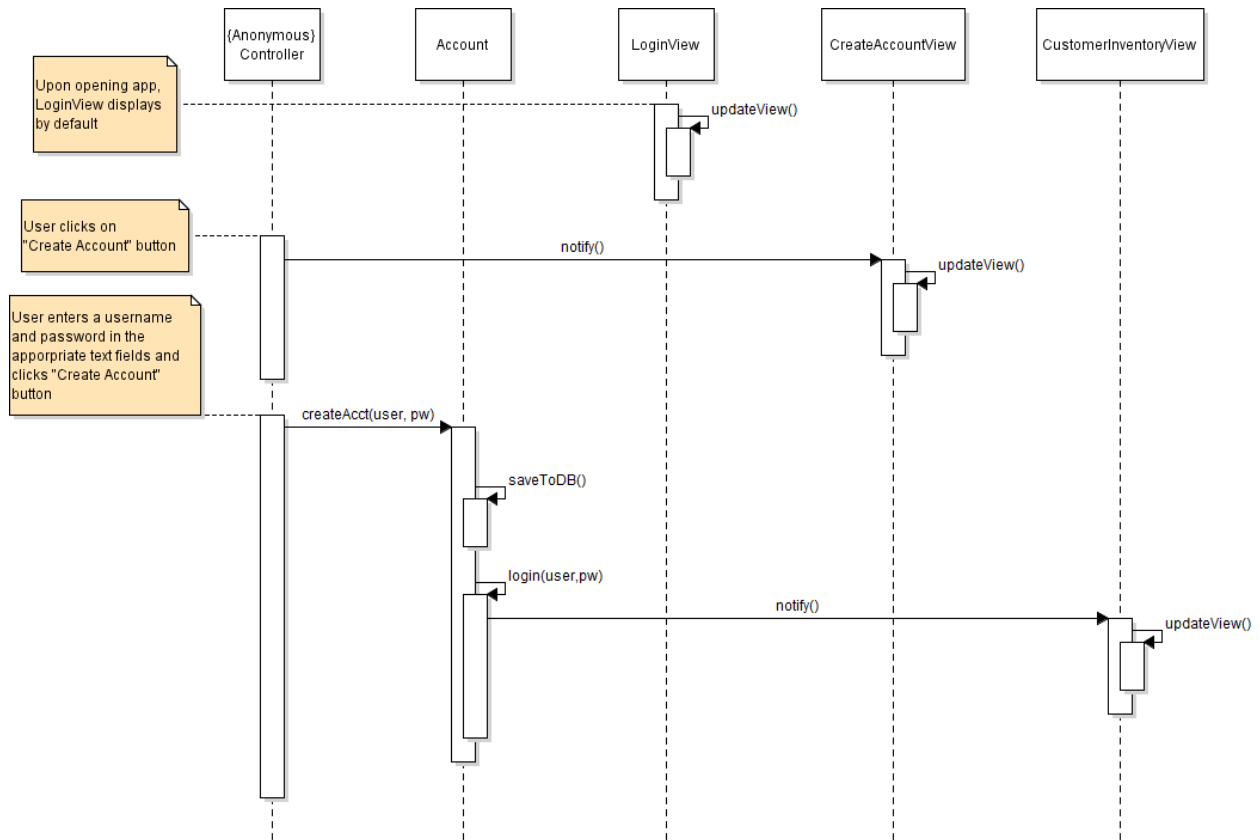 {Anonymous}
Controller
Account
LoginView
CreateAccountView
CustomerInventoryView
Upon opening app,
LoginView displays
by default
updateView()
User clicks on
"Create Account" button
notify()
updateView()
User enters a username
and password in the
apporpriate text fields and
clicks "Create Account"
button
createAcct(user, pw)
saveToDB()
login(user,pw)
notify()
updateView()